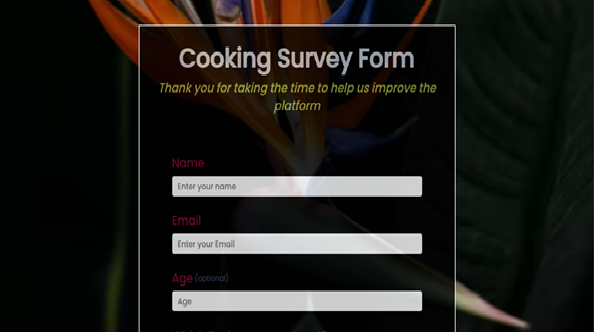 Cooking Survey Form
Thank you for taking the time to help us improve the
platform
Name
Enter your name
Email
Enter your Email
Age (optional)
Age